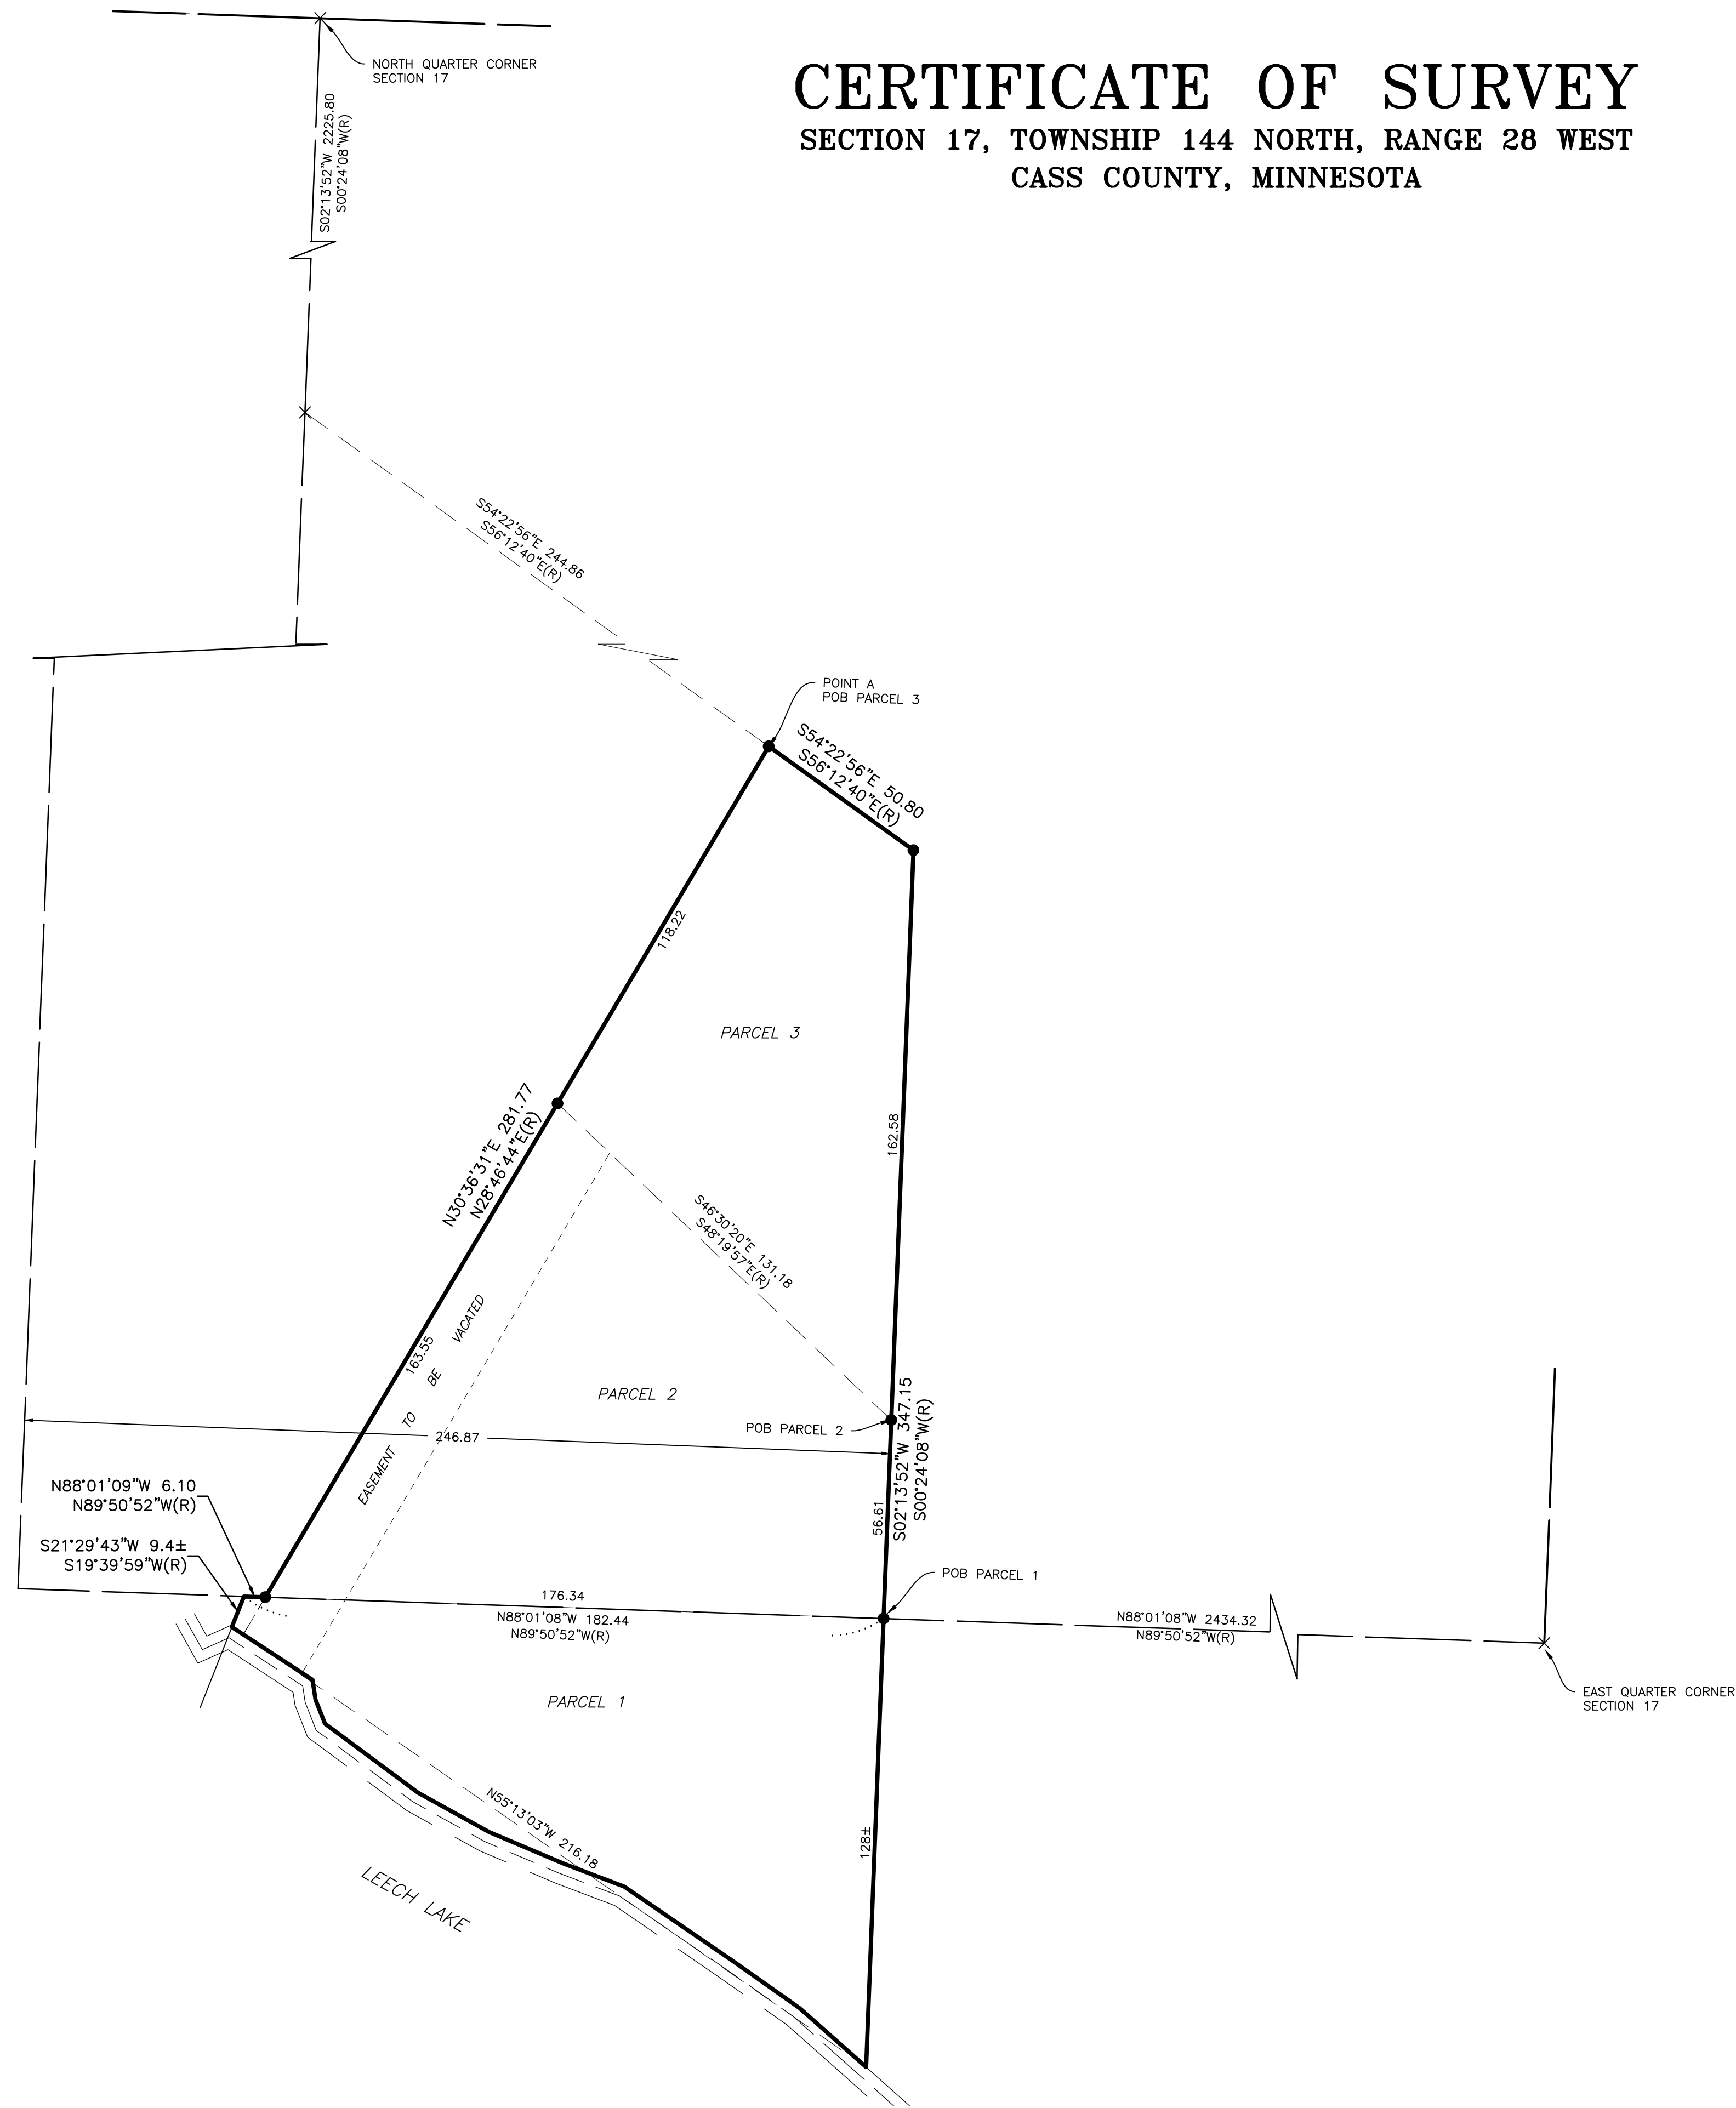 CERTIFICATE OF SURVEY
SECTION 17, TOWNSHIP 144 NORTH, RANGE 28 WEST
CASS COUNTY, MINNESOTA
NORTH QUARTER CORNER
SECTION 17
S02°13'52"W 2225.80
S00°24'08"W(R)
S54°22'56"E 244.86
S56°12'40"E(R)
POINT A
POB PARCEL 3
S54°22'56"E 50.80
S56°12'40"E(R)
118.22
PARCEL 3
162.58
N30°36'31"E 281.77
N28°46'44"E(R)
S46°30'20"E 131.18
S48°19'57"E(R)
163.55
EASEMENT TO BE VACATED
PARCEL 2
POB PARCEL 2
246.87
S02°13'52"W 347.15
S00°24'08"W(R)
56.61
N88°01'09"W 6.10
N89°50'52"W(R)
S21°29'43"W 9.4±
S19°39'59"W(R)
POB PARCEL 1
176.34
N88°01'08"W 182.44
N89°50'52"W(R)
N88°01'08"W 2434.32
N89°50'52"W(R)
EAST QUARTER CORNER
SECTION 17
PARCEL 1
N55°13'03"W 216.18
128±
LEECH LAKE